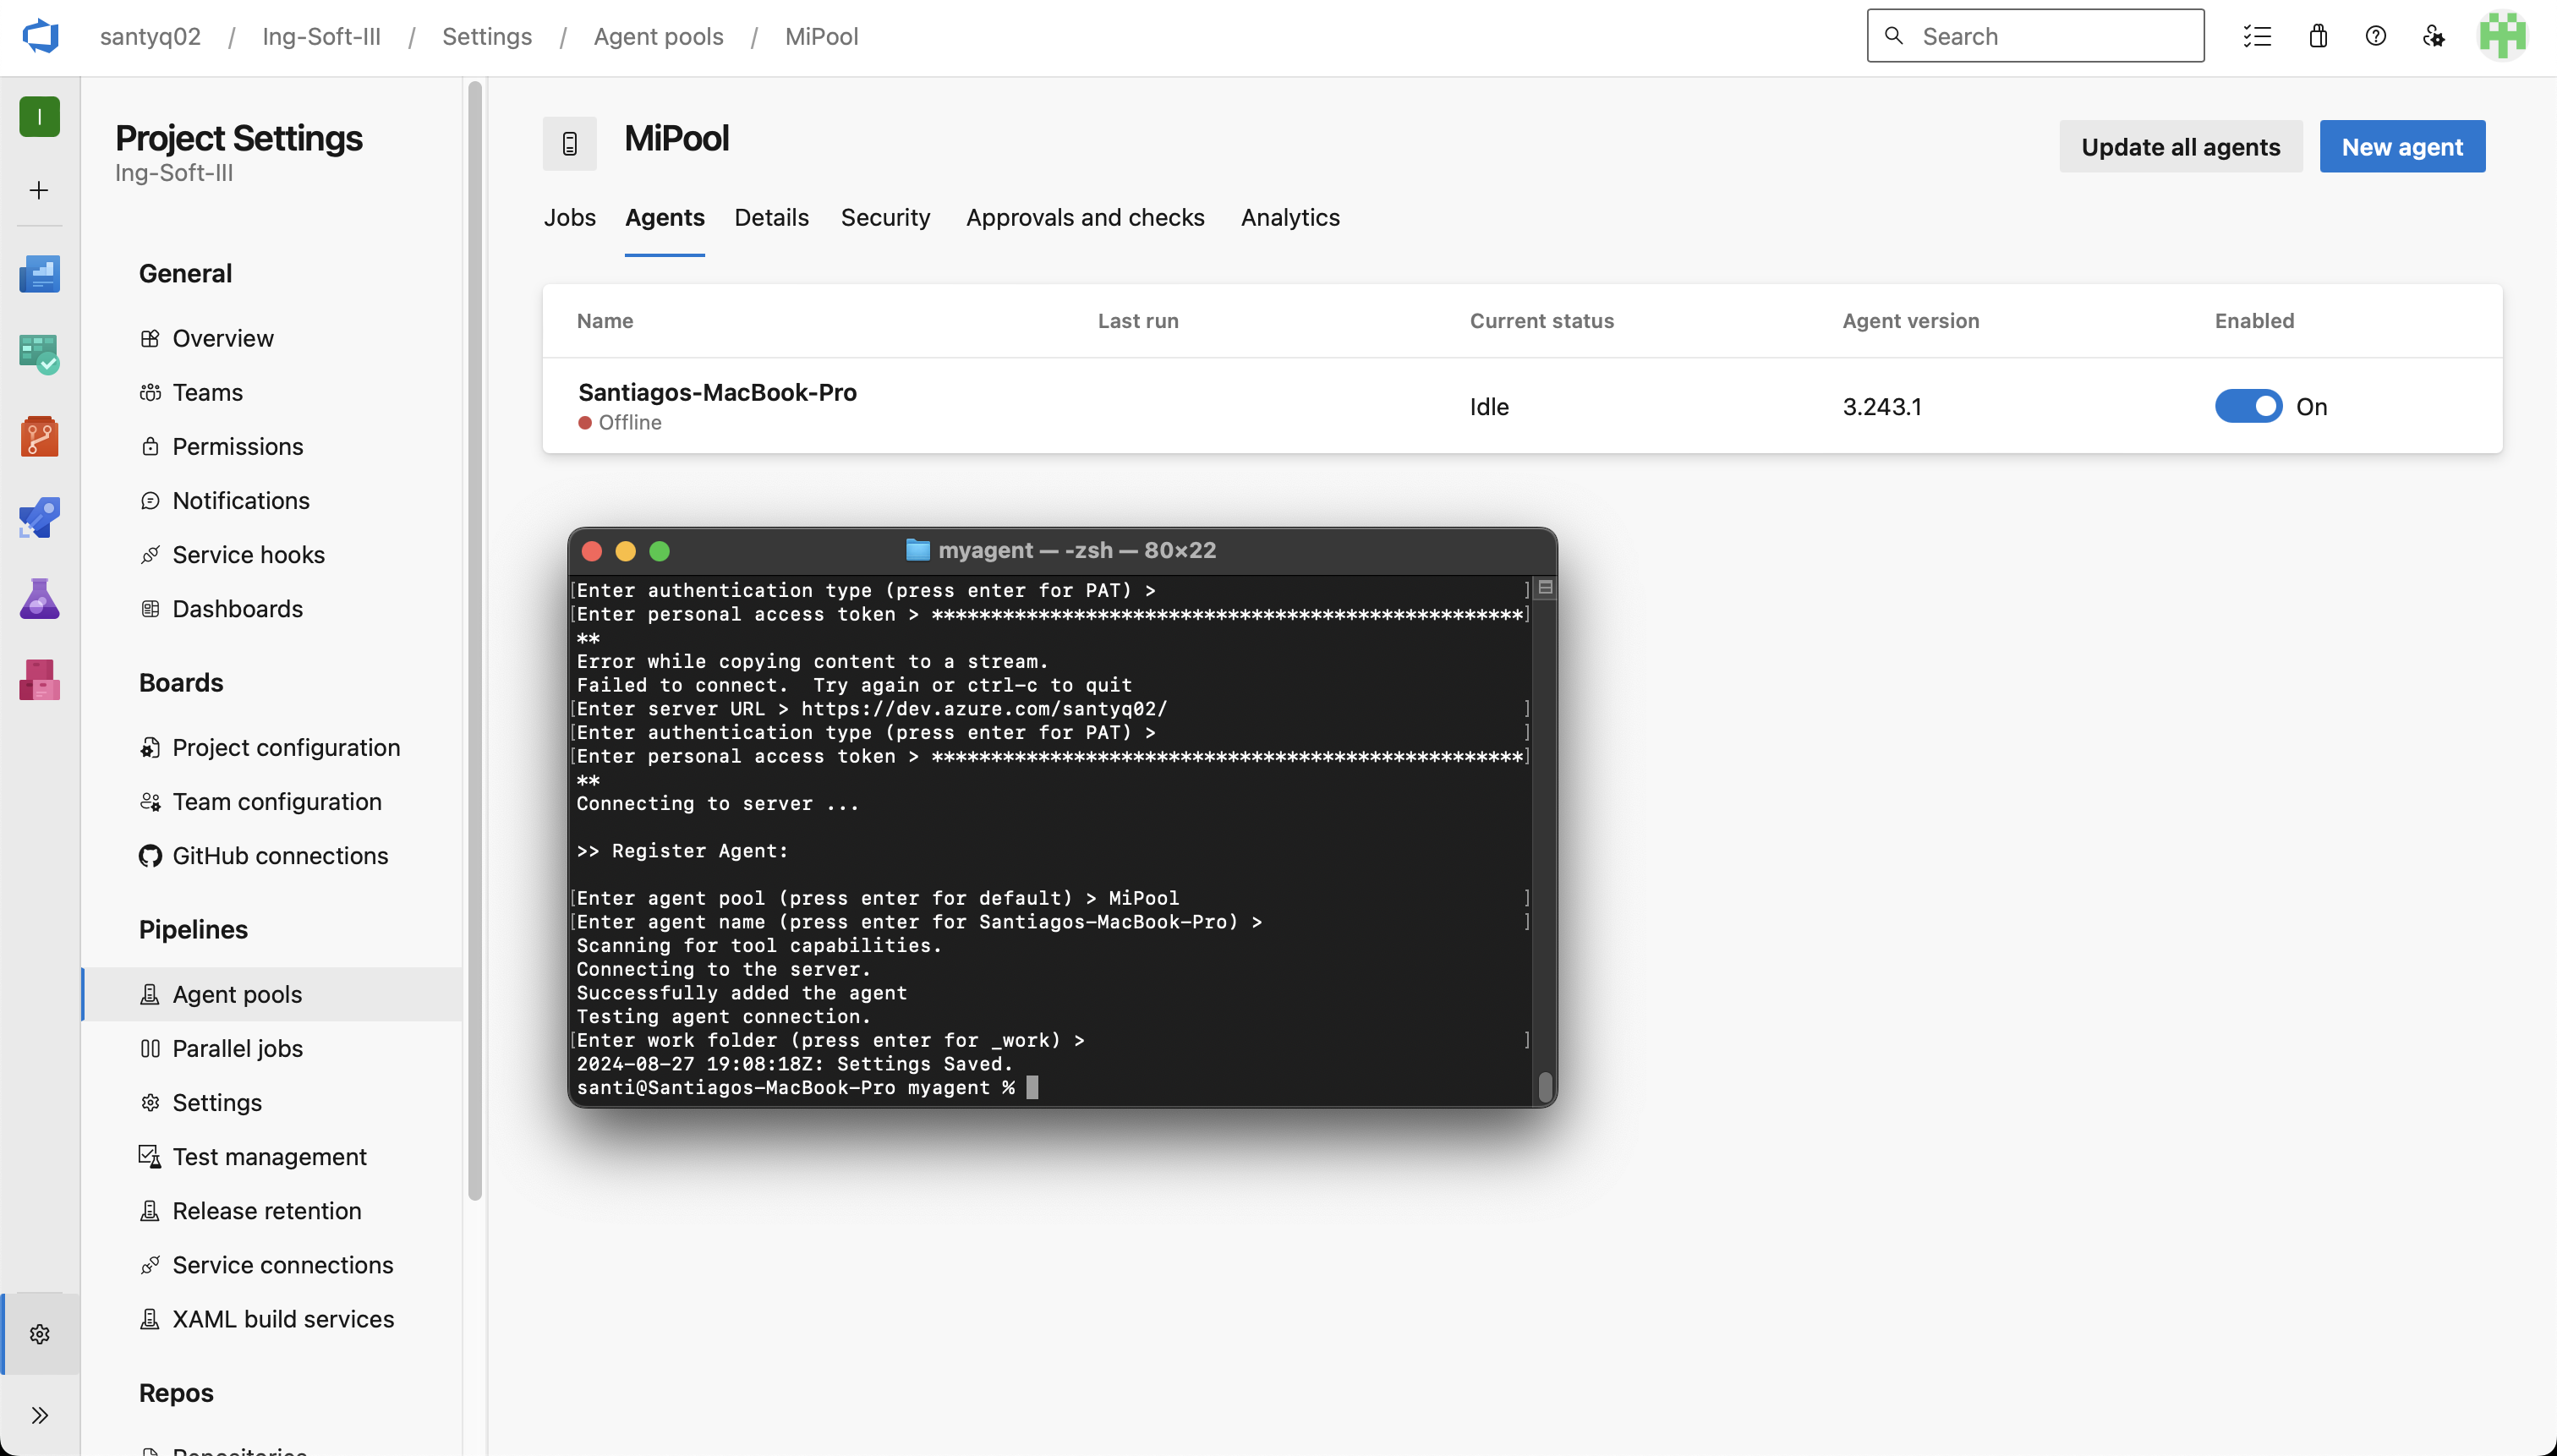 santyq02 / Ing-Soft-III / Settings / Agent pools / MiPool
Search
I
Project Settings
Ing-Soft-III
General
Overview
Teams
Permissions
Notifications
Service hooks
Dashboards
Boards
Project configuration
Team configuration
GitHub connections
Pipelines
Agent pools
Parallel jobs
Settings
Test management
Release retention
Service connections
XAML build services
Repos
Repositories
MiPool
Update all agents
New agent
Jobs Agents Details Security Approvals and checks Analytics
Name Last run Current status Agent version Enabled
Santiagos-MacBook-Pro
Offline
Idle
3.243.1
On
myagent — -zsh — 80×22
[Enter authentication type (press enter for PAT) > ]
[Enter personal access token > **************************************************]
**
Error while copying content to a stream.
Failed to connect.  Try again or ctrl-c to quit
[Enter server URL > https://dev.azure.com/santyq02/ ]
[Enter authentication type (press enter for PAT) > ]
[Enter personal access token > **************************************************]
**
Connecting to server ...
>> Register Agent:
[Enter agent pool (press enter for default) > MiPool ]
[Enter agent name (press enter for Santiagos-MacBook-Pro) > ]
Scanning for tool capabilities.
Connecting to the server.
Successfully added the agent
Testing agent connection.
[Enter work folder (press enter for _work) > ]
2024-08-27 19:08:18Z: Settings Saved.
santi@Santiagos-MacBook-Pro myagent %